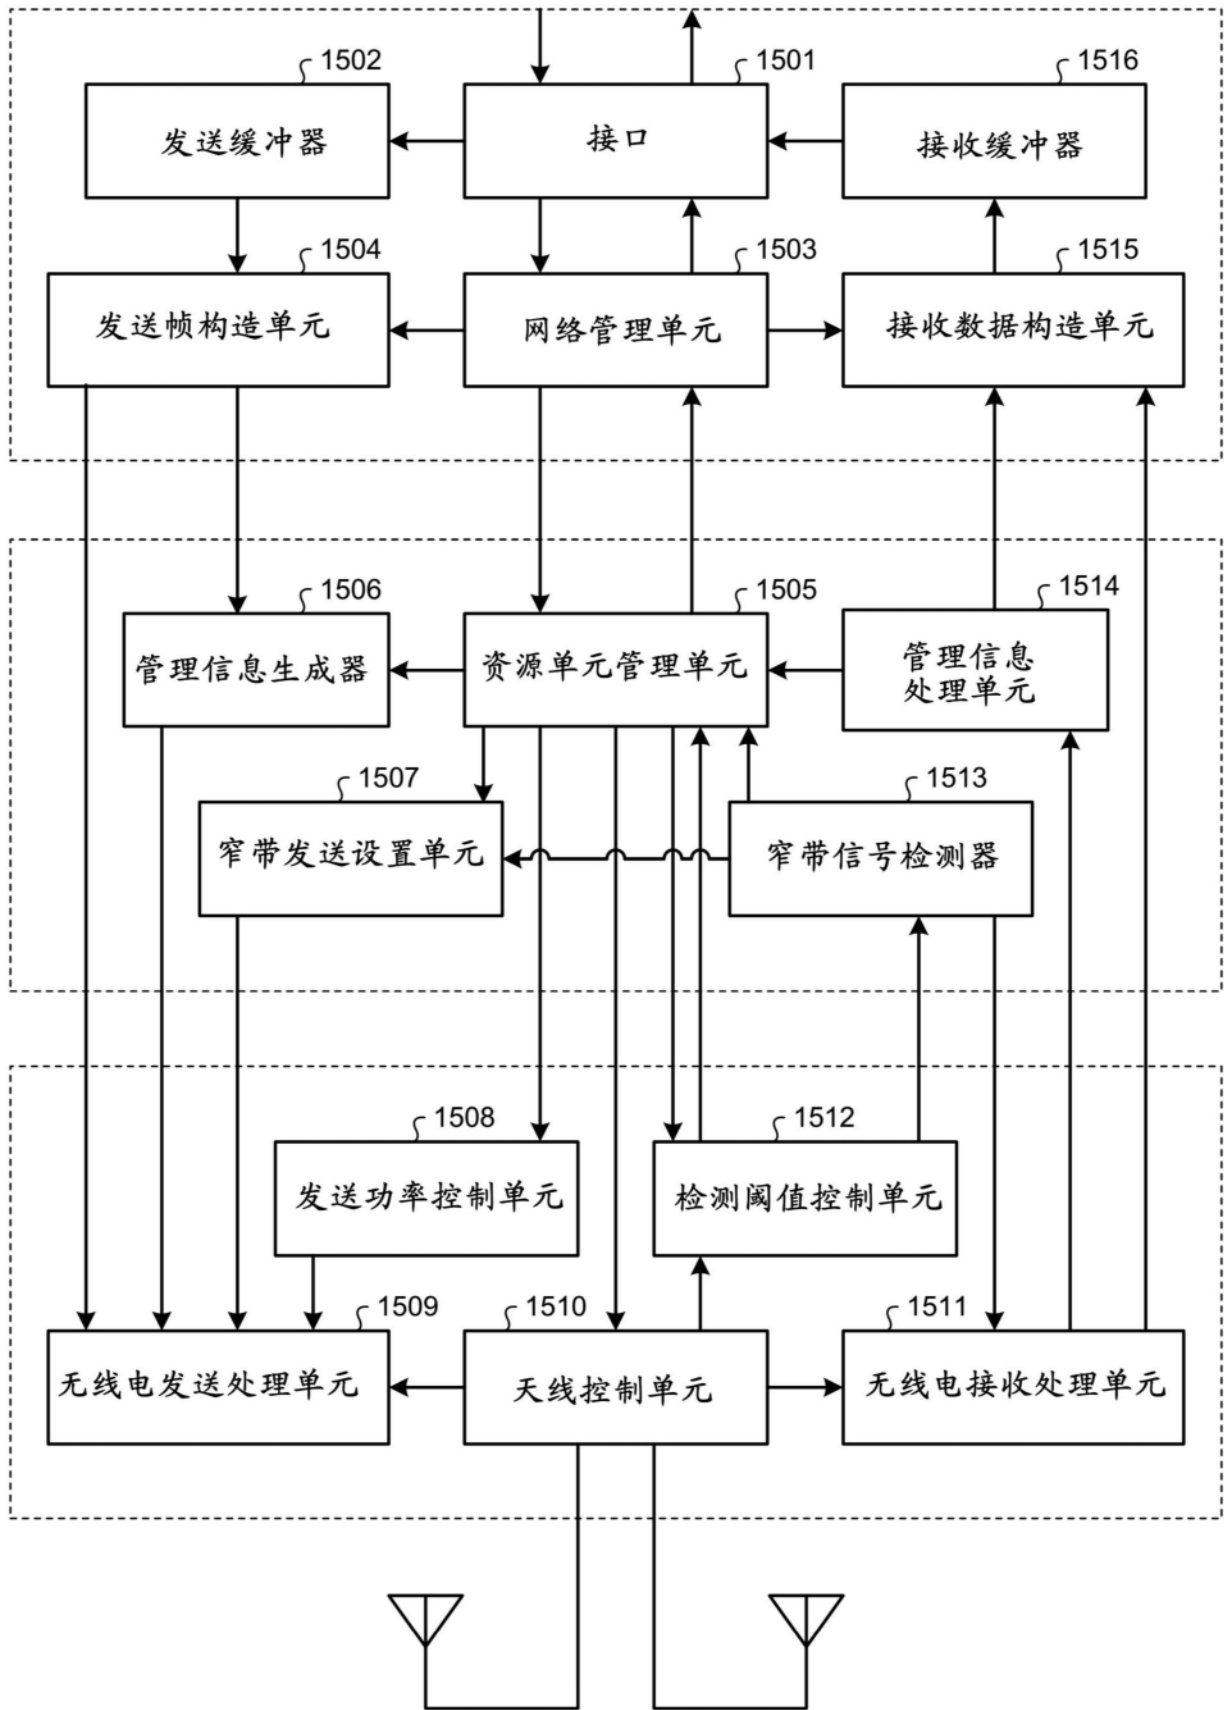 1502
1501
1516
发送缓冲器
接口
接收缓冲器
1504
1503
1515
发送帧构造单元
网络管理单元
接收数据构造单元
1506
1505
1514
管理信息生成器
资源单元管理单元
管理信息
处理单元
1507
1513
窄带发送设置单元
窄带信号检测器
1508
1512
发送功率控制单元
检测阈值控制单元
1509
1510
1511
无线电发送处理单元
天线控制单元
无线电接收处理单元